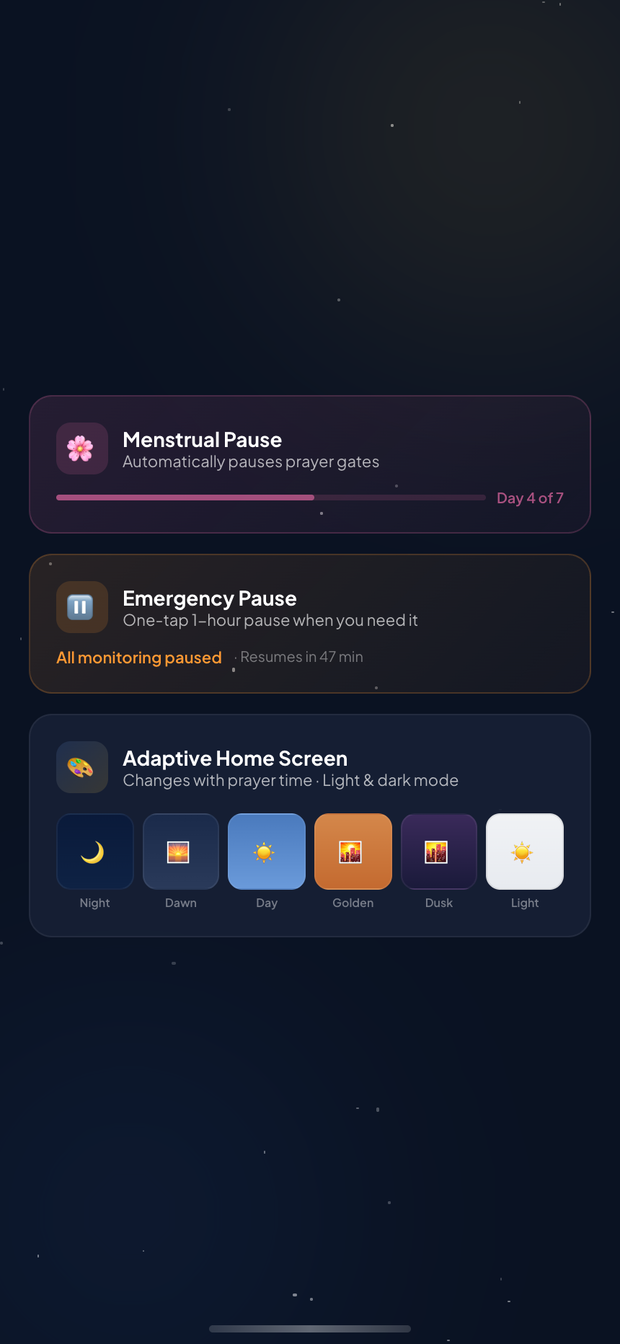 Menstrual Pause
Automatically pauses prayer gates
Day 4 of 7
Emergency Pause
One-tap 1–hour pause when you need it
All monitoring paused · Resumes in 47 min
Adaptive Home Screen
Changes with prayer time · Light & dark mode
Night Dawn Day Golden Dusk Light